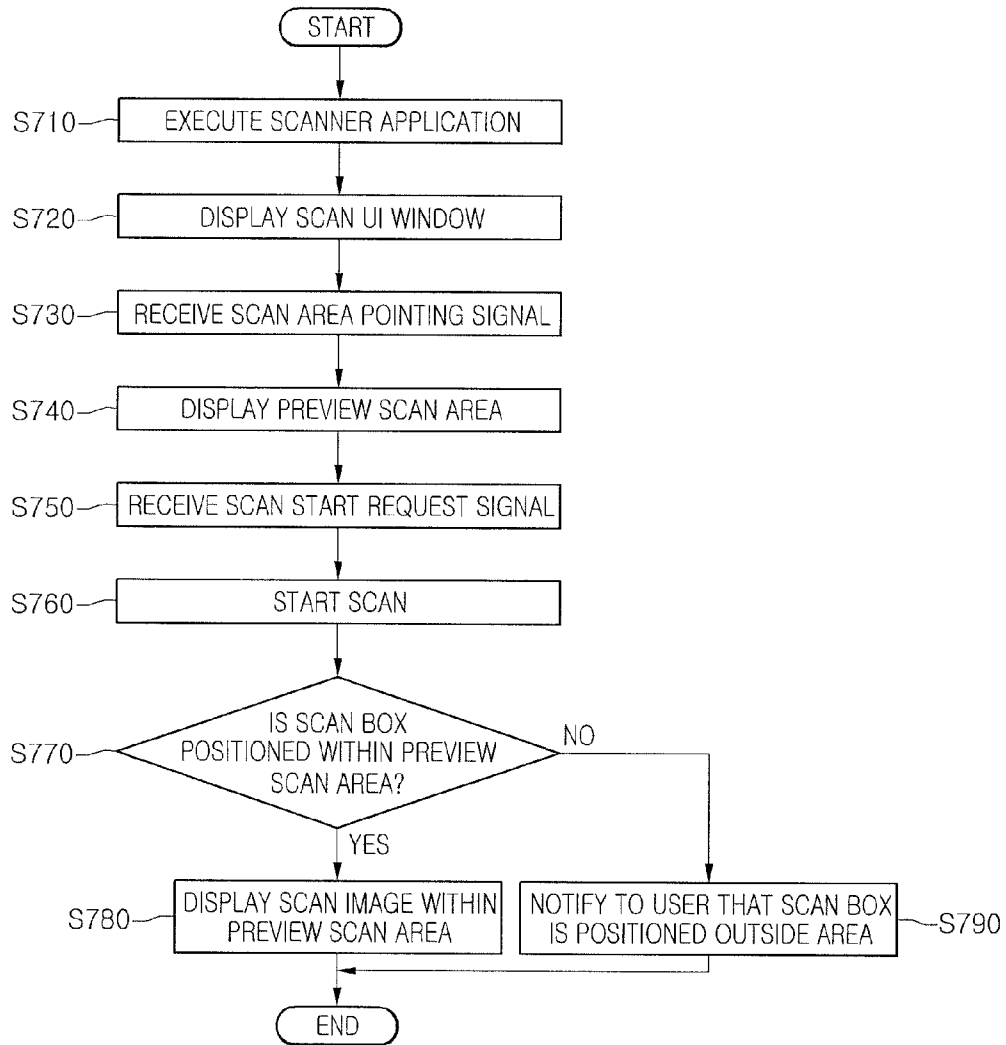 START
S710
EXECUTE SCANNER APPLICATION
S720
DISPLAY SCAN UI WINDOW
S730
RECEIVE SCAN AREA POINTING SIGNAL
S740
DISPLAY PREVIEW SCAN AREA
S750
RECEIVE SCAN START REQUEST SIGNAL
S760
START SCAN
S770
IS SCAN BOX
POSITIONED WITHIN PREVIEW
SCAN AREA?
NO
YES
S780
DISPLAY SCAN IMAGE WITHIN
PREVIEW SCAN AREA
NOTIFY TO USER THAT SCAN BOX
IS POSITIONED OUTSIDE AREA
S790
END